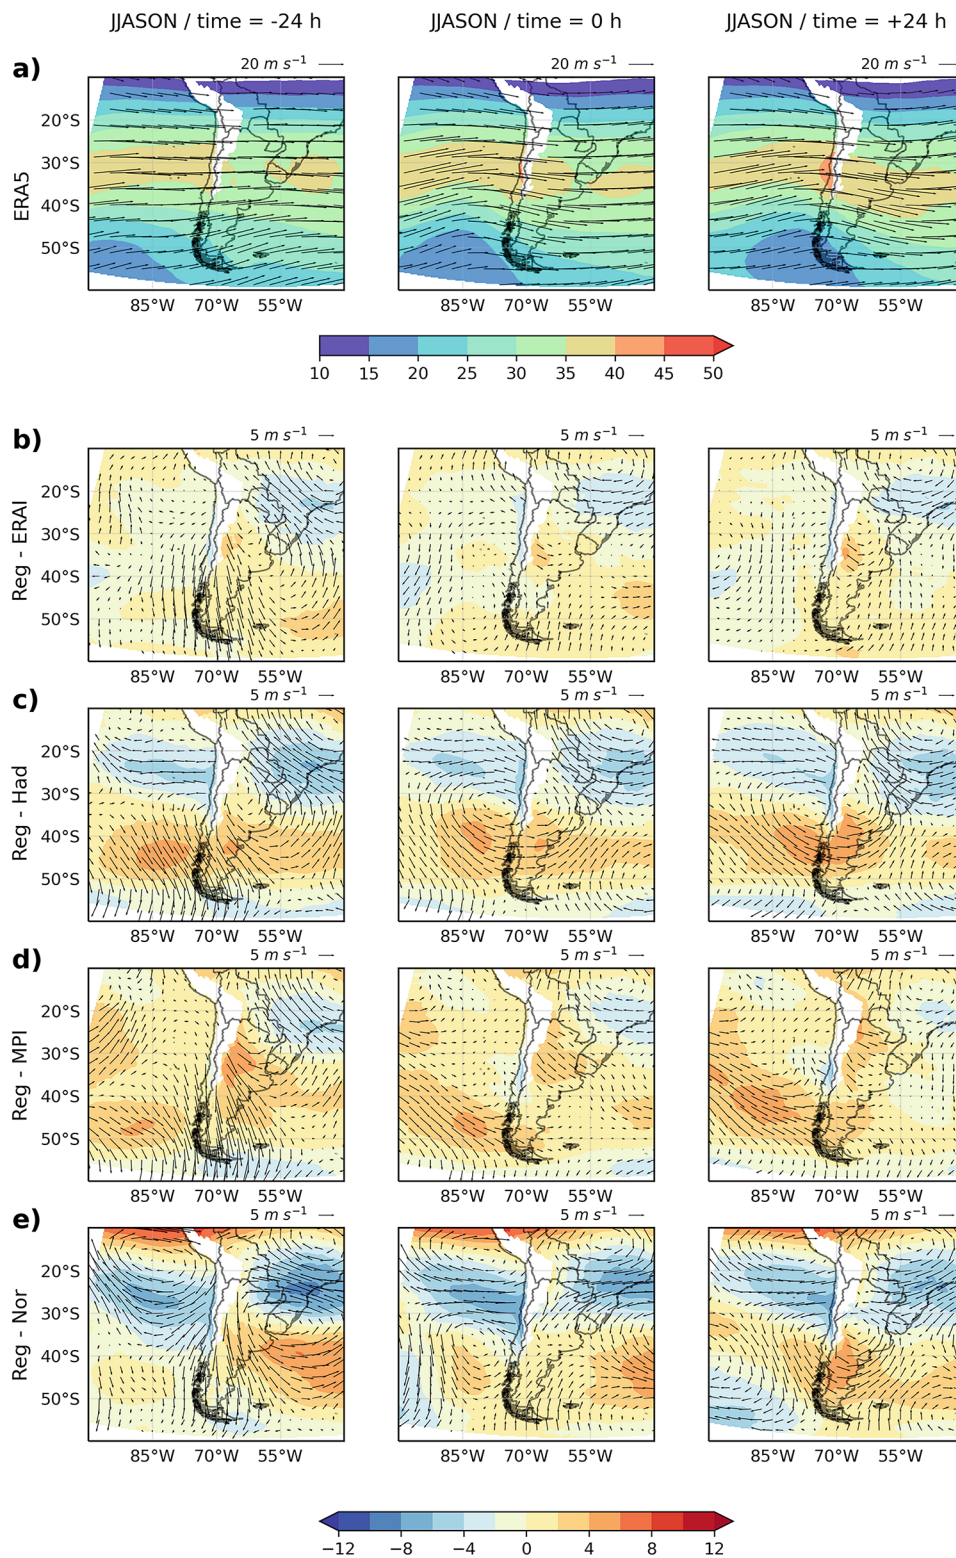 JJASON / time = -24 h JJASON / time = 0 h JJASON / time = +24 h
a) 20 m s⁻¹ 20 m s⁻¹ 20 m s⁻¹
ERA5
20°S
30°S
40°S
50°S
85°W 70°W 55°W 85°W 70°W 55°W 85°W 70°W 55°W
10 15 20 25 30 35 40 45 50
b) 5 m s⁻¹ 5 m s⁻¹ 5 m s⁻¹
Reg - ERAI
20°S
30°S
40°S
50°S
85°W 70°W 55°W 85°W 70°W 55°W 85°W 70°W 55°W
c) 5 m s⁻¹ 5 m s⁻¹ 5 m s⁻¹
Reg - Had
20°S
30°S
40°S
50°S
85°W 70°W 55°W 85°W 70°W 55°W 85°W 70°W 55°W
d) 5 m s⁻¹ 5 m s⁻¹ 5 m s⁻¹
Reg - MPI
20°S
30°S
40°S
50°S
85°W 70°W 55°W 85°W 70°W 55°W 85°W 70°W 55°W
e) 5 m s⁻¹ 5 m s⁻¹ 5 m s⁻¹
Reg - Nor
20°S
30°S
40°S
50°S
85°W 70°W 55°W 85°W 70°W 55°W 85°W 70°W 55°W
−12 −8 −4 0 4 8 12